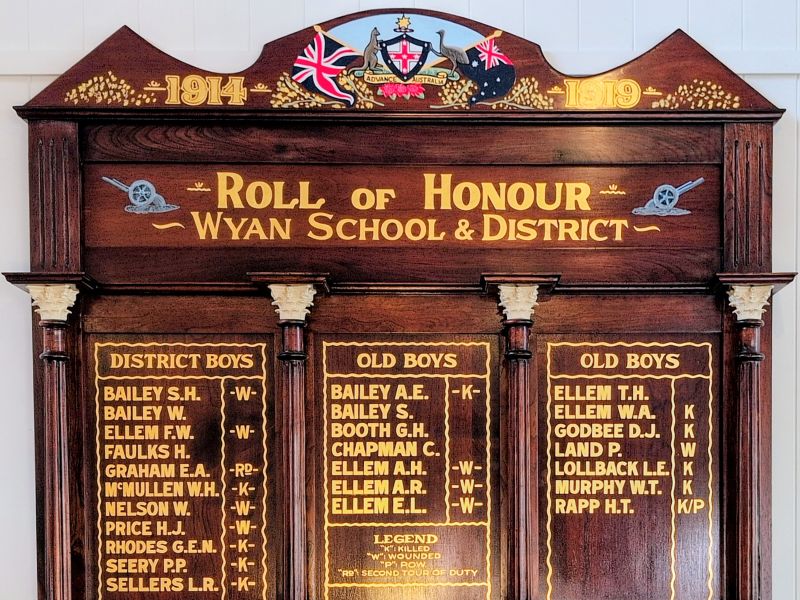 1914
ADVANCE AUSTRALIA
1919
ROLL OF HONOUR
WYAN SCHOOL & DISTRICT
DISTRICT BOYS
BAILEY S.H. -W-
BAILEY W.
ELLEM F.W. -W-
FAULKS H.
GRAHAM E.A. -RD-
McMULLEN W.H. -K-
NELSON W. -W-
PRICE H.J. -W-
RHODES G.E.N. -K-
SEERY P.P. -K-
SELLERS L.R. -K-
OLD BOYS
BAILEY A.E. -K-
BAILEY S.
BOOTH G.H.
CHAPMAN C.
ELLEM A.H. -W-
ELLEM A.R. -W-
ELLEM E.L. -W-
LEGEND
"K": KILLED
"W": WOUNDED
"P": P.O.W.
"RD": SECOND TOUR OF DUTY
OLD BOYS
ELLEM T.H.
ELLEM W.A. K
GODBEE D.J. K
LAND P. W
LOLLBACK L.E. K
MURPHY W.T. K
RAPP H.T. K/P